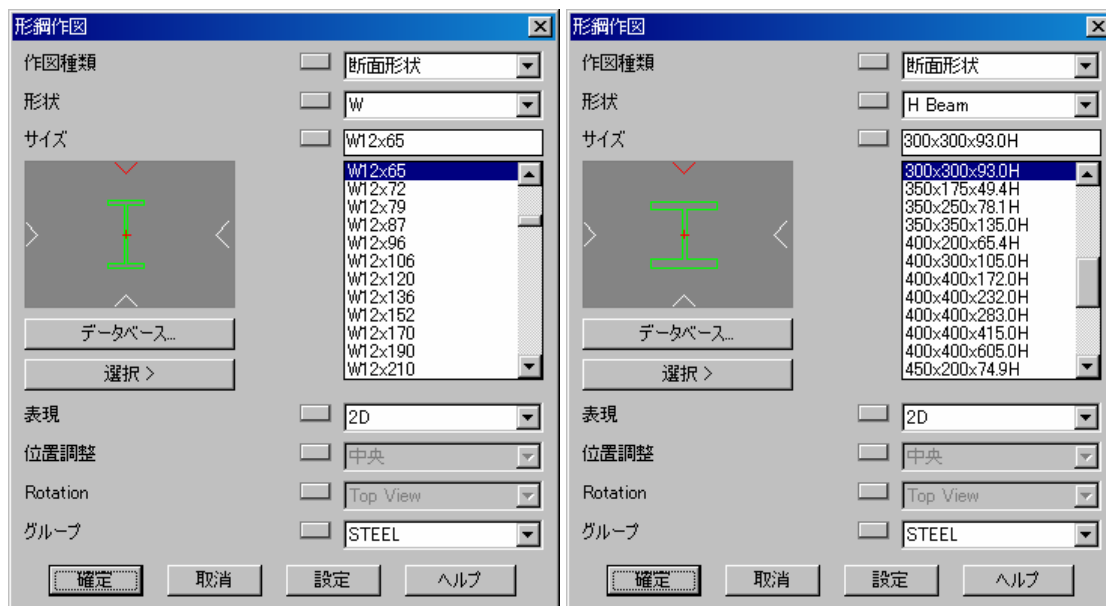 形鋼作図
作図種類
断面形状
形状
W
サイズ
W12x65
W12x65
W12x72
W12x79
W12x87
W12x96
W12x106
W12x120
W12x136
W12x152
W12x170
W12x190
W12x210
データベース...
選択 >
表現
2D
位置調整
中央
Rotation
Top View
グループ
STEEL
確定
取消
設定
ヘルプ
形鋼作図
作図種類
断面形状
形状
H Beam
サイズ
300x300x93.0H
300x300x93.0H
350x175x49.4H
350x250x78.1H
350x350x135.0H
400x200x65.4H
400x300x105.0H
400x400x172.0H
400x400x232.0H
400x400x283.0H
400x400x415.0H
400x400x605.0H
450x200x74.9H
データベース...
選択 >
表現
2D
位置調整
中央
Rotation
Top View
グループ
STEEL
確定
取消
設定
ヘルプ